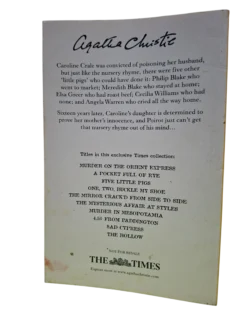 Agatha Christie
Caroline Crale was convicted of poisoning her husband,
but just like the nursery rhyme, there were five other
'little pigs' who could have done it: Philip Blake who
went to market; Meredith Blake who stayed at home;
Elsa Greer who had roast beef; Cecilia Williams who had
none; and Angela Warren who cried all the way home.
Sixteen years later, Caroline's daughter is determined to
prove her mother's innocence, and Poirot just can't get
that nursery rhyme out of his mind...
Titles in this exclusive Times collection:
MURDER ON THE ORIENT EXPRESS
A POCKET FULL OF RYE
FIVE LITTLE PIGS
ONE, TWO, BUCKLE MY SHOE
THE MIRROR CRACK'D FROM SIDE TO SIDE
THE MYSTERIOUS AFFAIR AT STYLES
MURDER IN MESOPOTAMIA
4.50 FROM PADDINGTON
SAD CYPRESS
THE HOLLOW
NOT FOR RESALE
THE TIMES